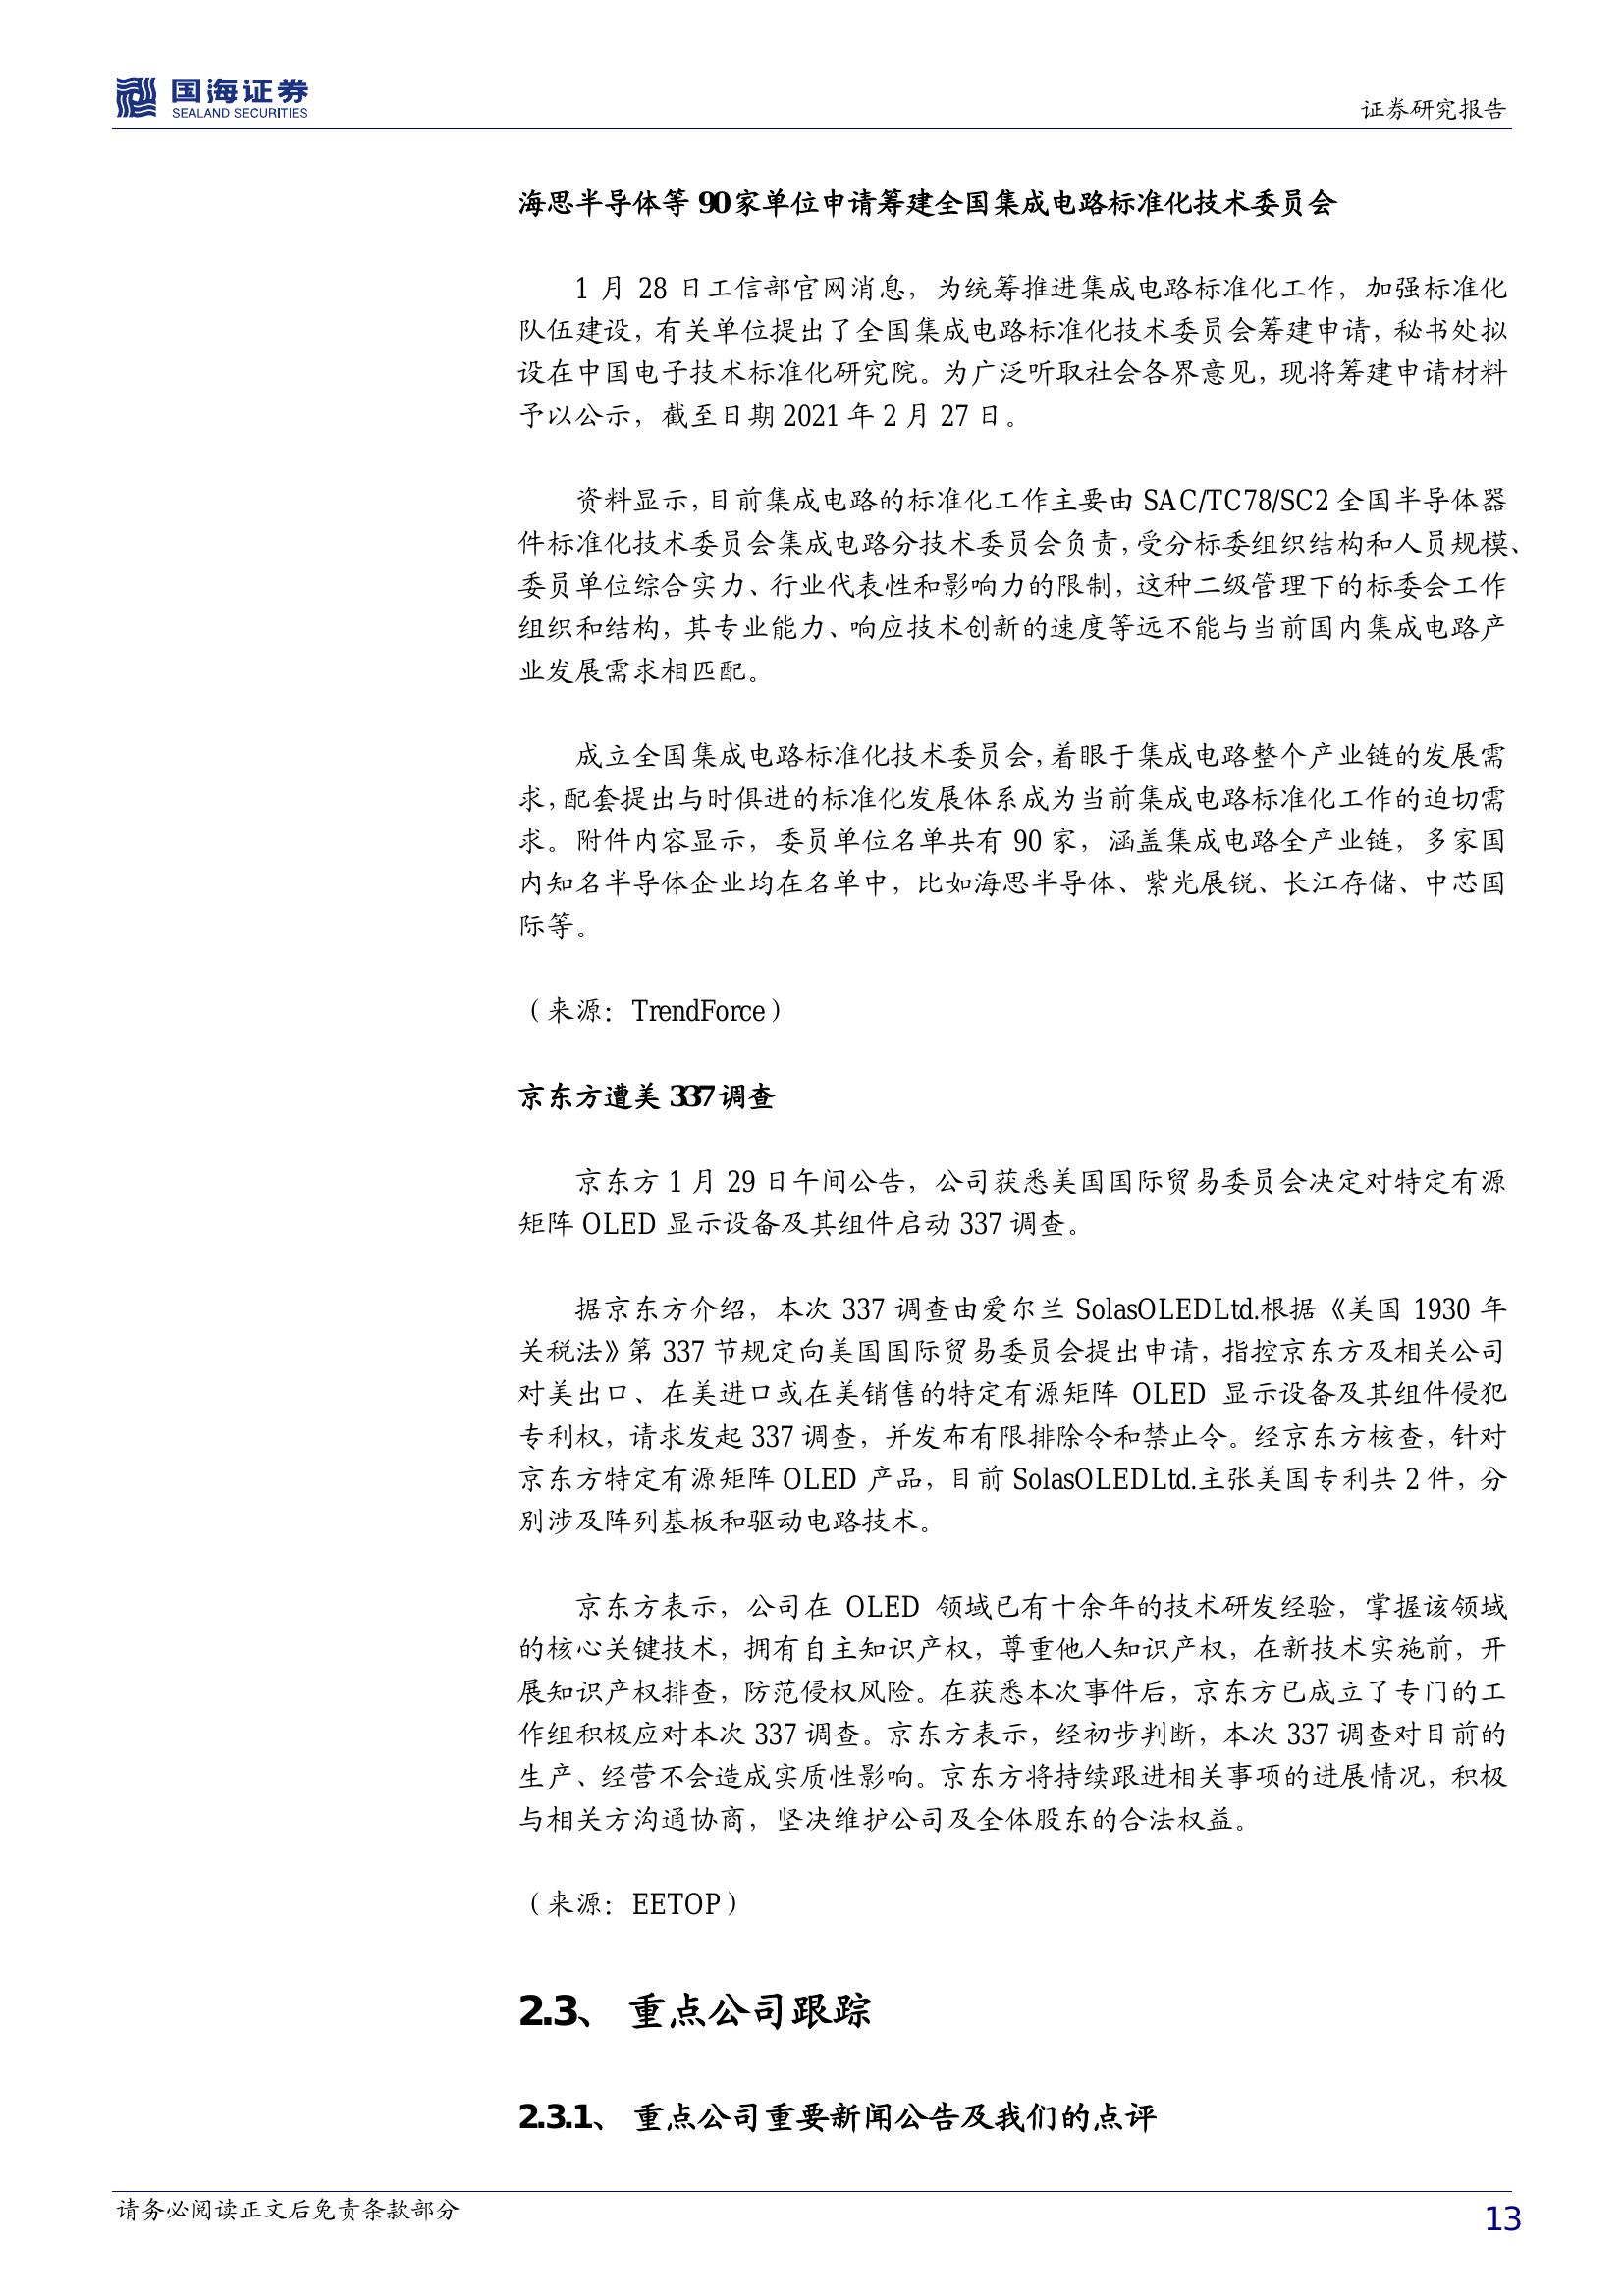 国海证券
SEALAND SECURITIES
证券研究报告
海思半导体等 90 家单位申请筹建全国集成电路标准化技术委员会
1 月 28 日工信部官网消息，为统筹推进集成电路标准化工作，加强标准化
队伍建设，有关单位提出了全国集成电路标准化技术委员会筹建申请，秘书处拟
设在中国电子技术标准化研究院。为广泛听取社会各界意见，现将筹建申请材料
予以公示，截至日期 2021 年 2 月 27 日。
资料显示，目前集成电路的标准化工作主要由 SAC/TC78/SC2 全国半导体器
件标准化技术委员会集成电路分技术委员会负责，受分标委组织结构和人员规模、
委员单位综合实力、行业代表性和影响力的限制，这种二级管理下的标委会工作
组织和结构，其专业能力、响应技术创新的速度等远不能与当前国内集成电路产
业发展需求相匹配。
成立全国集成电路标准化技术委员会，着眼于集成电路整个产业链的发展需
求，配套提出与时俱进的标准化发展体系成为当前集成电路标准化工作的迫切需
求。附件内容显示，委员单位名单共有 90 家，涵盖集成电路全产业链，多家国
内知名半导体企业均在名单中，比如海思半导体、紫光展锐、长江存储、中芯国
际等。
（来源：TrendForce）
京东方遭美 337 调查
京东方 1 月 29 日午间公告，公司获悉美国国际贸易委员会决定对特定有源
矩阵 OLED 显示设备及其组件启动 337 调查。
据京东方介绍，本次 337 调查由爱尔兰 SolasOLEDLtd.根据《美国 1930 年
关税法》第 337 节规定向美国国际贸易委员会提出申请，指控京东方及相关公司
对美出口、在美进口或在美销售的特定有源矩阵 OLED 显示设备及其组件侵犯
专利权，请求发起 337 调查，并发布有限排除令和禁止令。经京东方核查，针对
京东方特定有源矩阵 OLED 产品，目前 SolasOLEDLtd.主张美国专利共 2 件，分
别涉及阵列基板和驱动电路技术。
京东方表示，公司在 OLED 领域已有十余年的技术研发经验，掌握该领域
的核心关键技术，拥有自主知识产权，尊重他人知识产权，在新技术实施前，开
展知识产权排查，防范侵权风险。在获悉本次事件后，京东方已成立了专门的工
作组积极应对本次 337 调查。京东方表示，经初步判断，本次 337 调查对目前的
生产、经营不会造成实质性影响。京东方将持续跟进相关事项的进展情况，积极
与相关方沟通协商，坚决维护公司及全体股东的合法权益。
（来源：EETOP）
2.3、 重点公司跟踪
2.3.1、 重点公司重要新闻公告及我们的点评
请务必阅读正文后免责条款部分
13